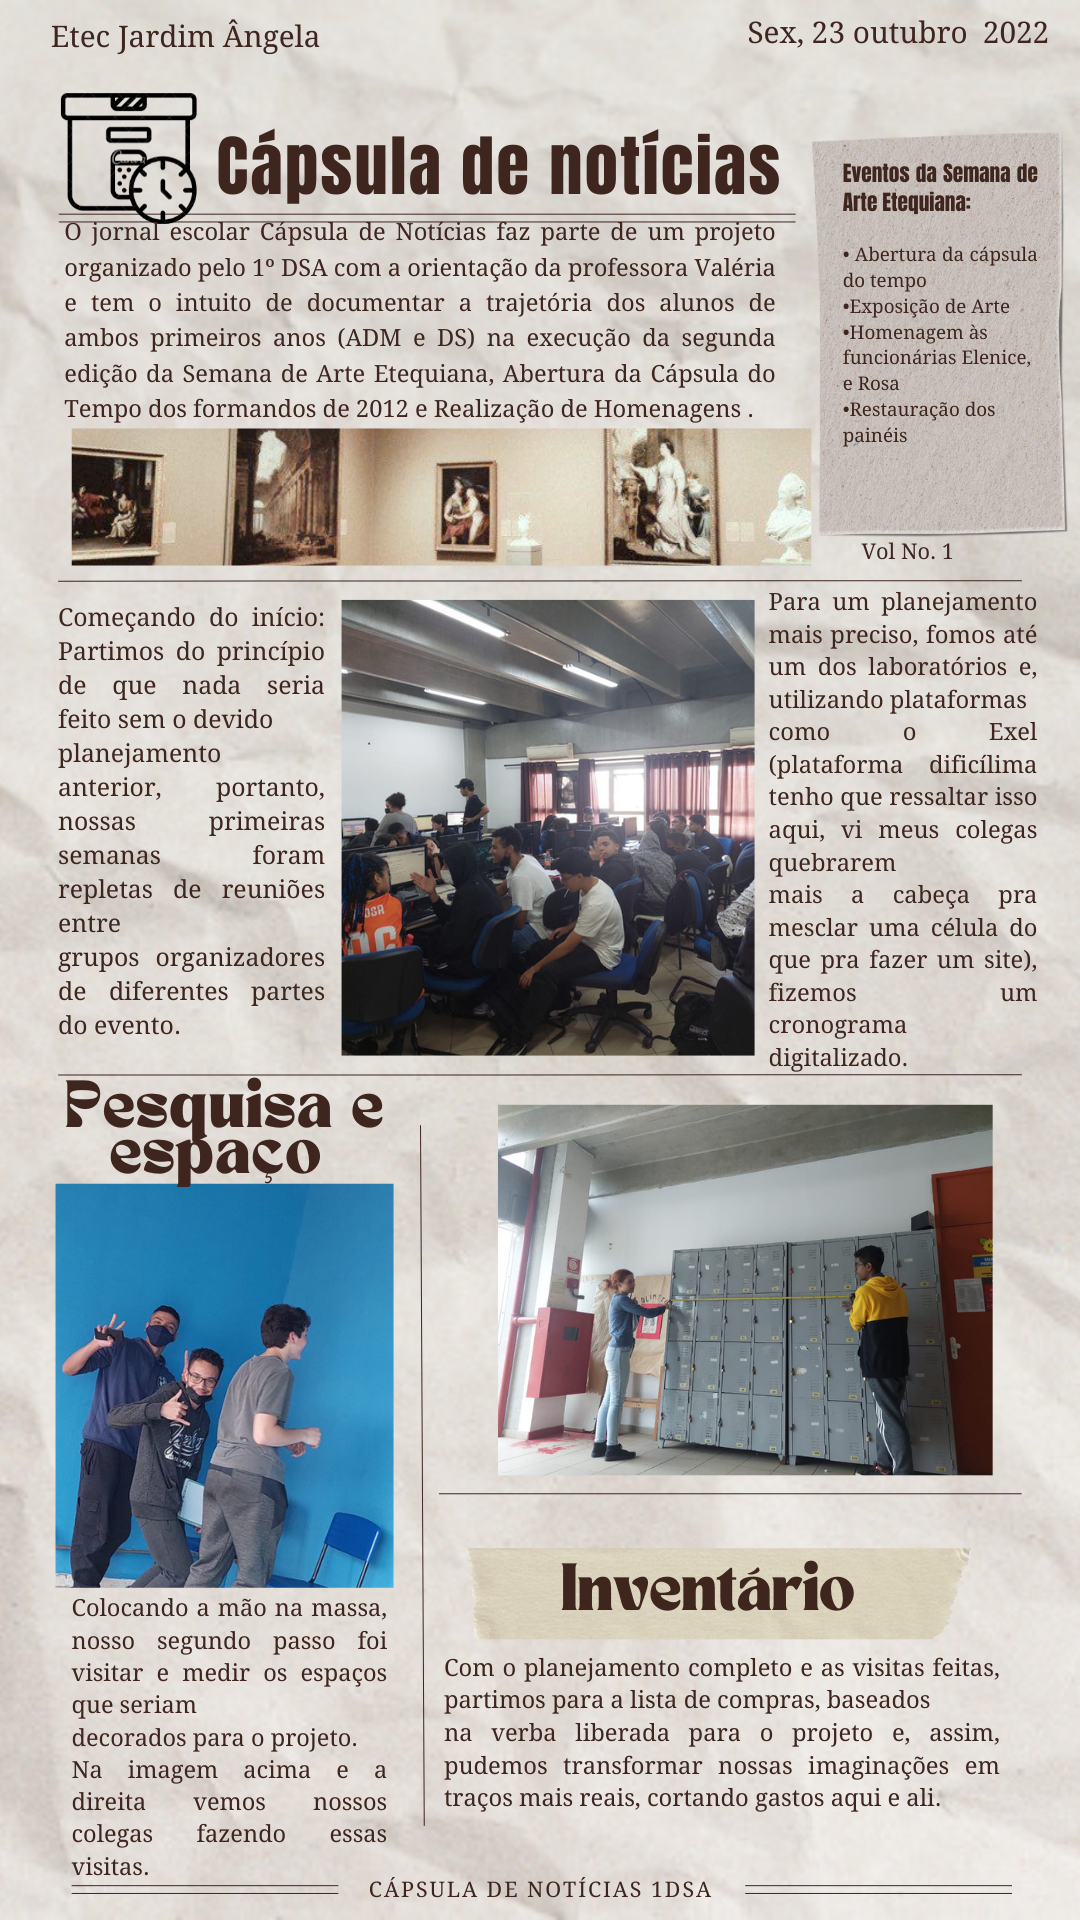 Etec Jardim Ângela
Sex, 23 outubro 2022
Cápsula de notícias
O jornal escolar Cápsula de Notícias faz parte de um projeto
organizado pelo 1º DSA com a orientação da professora Valéria
e tem o intuito de documentar a trajetória dos alunos de
ambos primeiros anos (ADM e DS) na execução da segunda
edição da Semana de Arte Etequiana, Abertura da Cápsula do
Tempo dos formandos de 2012 e Realização de Homenagens .
Eventos da Semana de
Arte Etequiana:
• Abertura da cápsula
do tempo
•Exposição de Arte
•Homenagem às
funcionárias Elenice,
e Rosa
•Restauração dos
painéis
Vol No. 1
Começando do início:
Partimos do princípio
de que nada seria
feito sem o devido
planejamento
anterior, portanto,
nossas primeiras
semanas foram
repletas de reuniões
entre
grupos organizadores
de diferentes partes
do evento.
Para um planejamento
mais preciso, fomos até
um dos laboratórios e,
utilizando plataformas
como o Exel
(plataforma dificílima
tenho que ressaltar isso
aqui, vi meus colegas
quebrarem
mais a cabeça pra
mesclar uma célula do
que pra fazer um site),
fizemos um
cronograma
digitalizado.
Pesquisa e
espaço
Colocando a mão na massa,
nosso segundo passo foi
visitar e medir os espaços
que seriam
decorados para o projeto.
Na imagem acima e a
direita vemos nossos
colegas fazendo essas
visitas.
Inventário
Com o planejamento completo e as visitas feitas,
partimos para a lista de compras, baseados
na verba liberada para o projeto e, assim,
pudemos transformar nossas imaginações em
traços mais reais, cortando gastos aqui e ali.
CÁPSULA DE NOTÍCIAS 1DSA